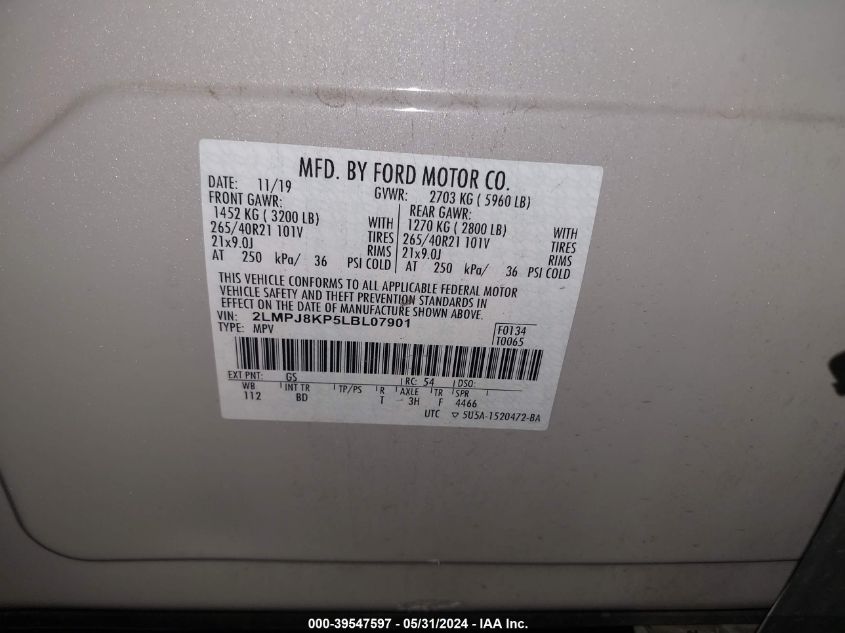 MFD. BY FORD MOTOR CO.
DATE: 11/19 GVWR: 2703 KG ( 5960 LB)
FRONT GAWR: REAR GAWR:
1452 KG ( 3200 LB) WITH 1270 KG ( 2800 LB) WITH
265/40R21 101V TIRES 265/40R21 101V TIRES
21x9.0J RIMS 21x9.0J RIMS
AT 250 kPa/ 36 PSI COLD AT 250 kPa/ 36 PSI COLD
THIS VEHICLE CONFORMS TO ALL APPLICABLE FEDERAL MOTOR
VEHICLE SAFETY AND THEFT PREVENTION STANDARDS IN
EFFECT ON THE DATE OF MANUFACTURE SHOWN ABOVE.
VIN: 2LMPJ8KP5LBL07901 F0134
TYPE: MPV T0065
EXT PNT: GS RC: 54 DSO:
WB INT TR TP/PS R AXLE TR SPR
112 BD T 3H F 4466
UTC ▽ 5U5A-1520472-BA
000-39547597 - 05/31/2024 - IAA Inc.